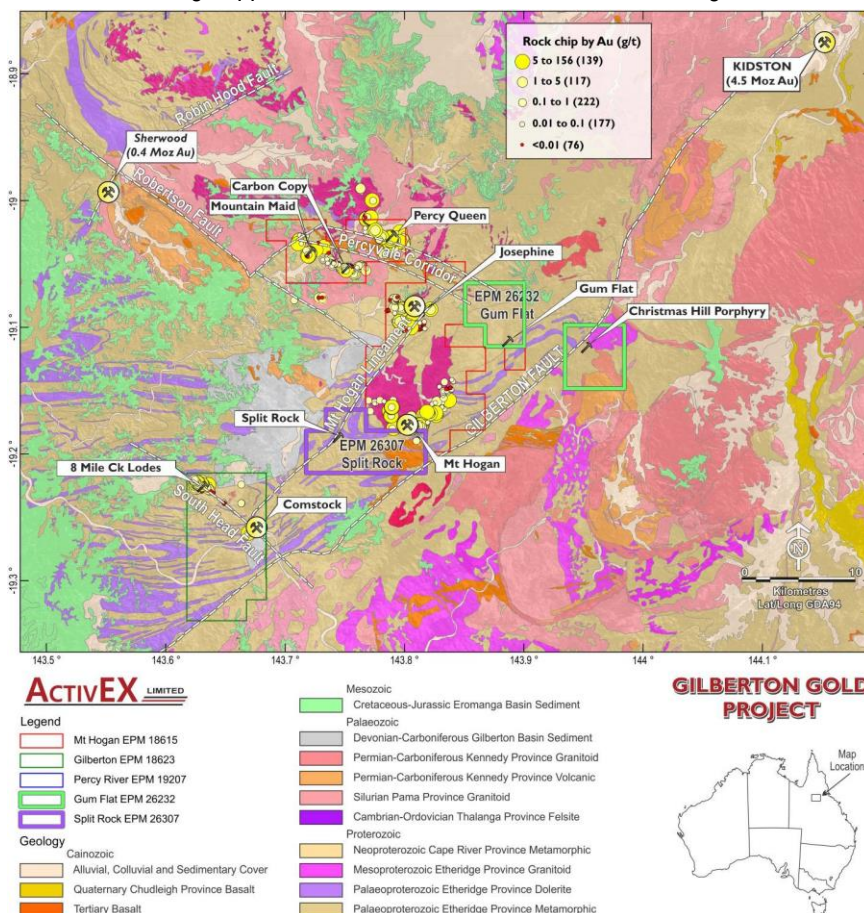 Rock chip by Au (g/t)
5 to 156 (139)
1 to 5 (117)
0.1 to 1 (222)
0.01 to 0.1 (177)
<0.01 (76)
KIDSTON
(4.5 Moz Au)
-18.9
Robin Hood Fault
Sherwood
(0.4 Moz Au)
-19
Robertson Fault
Carbon Copy
Mountain Maid
Percy Queen
Percyvale Corridor
Josephine
EPM 26232
Gum Flat
Gum Flat
Christmas Hill Porphyry
-19.1
Mt Hogan Lineament
GILBERTON FAULT
Split Rock
EPM 26307
Split Rock
-19.2
Mt Hogan
8 Mile Ck Lodes
South Head Fault
Comstock
-19.3
N
0 10
Kilometres
Lat/Long GDA94
143.5 °
143.6 °
143.7 °
143.8 °
143.9 °
144 °
144.1 °
ACTIVEX LIMITED
Legend
Mt Hogan EPM 18615
Gilberton EPM 18623
Percy River EPM 19207
Gum Flat EPM 26232
Split Rock EPM 26307
Geology
Cainozoic
Alluvial, Colluvial and Sedimentary Cover
Quaternary Chudleigh Province Basalt
Tertiary Basalt
Mesozoic
Cretaceous-Jurassic Eromanga Basin Sediment
Palaeozoic
Devonian-Carboniferous Gilberton Basin Sediment
Permian-Carboniferous Kennedy Province Granitoid
Permian-Carboniferous Kennedy Province Volcanic
Silurian Pama Province Granitoid
Cambrian-Ordovician Thalanga Province Felsite
Proterozoic
Neoproterozoic Cape River Province Metamorphic
Mesoproterozoic Etheridge Province Granitoid
Palaeoproterozoic Etheridge Province Dolerite
Palaeoproterozoic Etheridge Province Metamorphic
GILBERTON GOLD
PROJECT
Map
Location